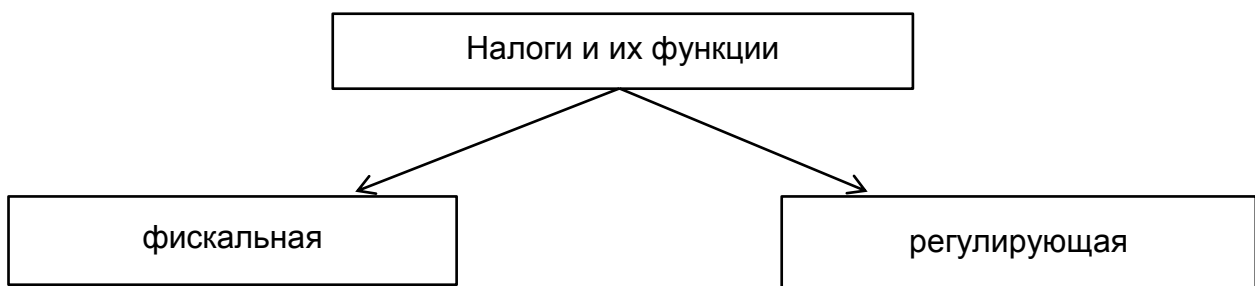 Налоги и их функции
фискальная
регулирующая